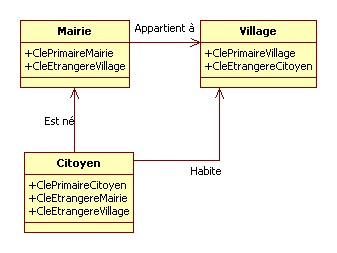 Appartient à
Mairie
Village
+ClePrimaireMairie
+CleEtrangereVillage
+ClePrimaireVillage
+CleEtrangereCitoyen
Est né
Citoyen
Habite
+ClePrimaireCitoyen
+CleEtrangereMairie
+CleEtrangereVillage